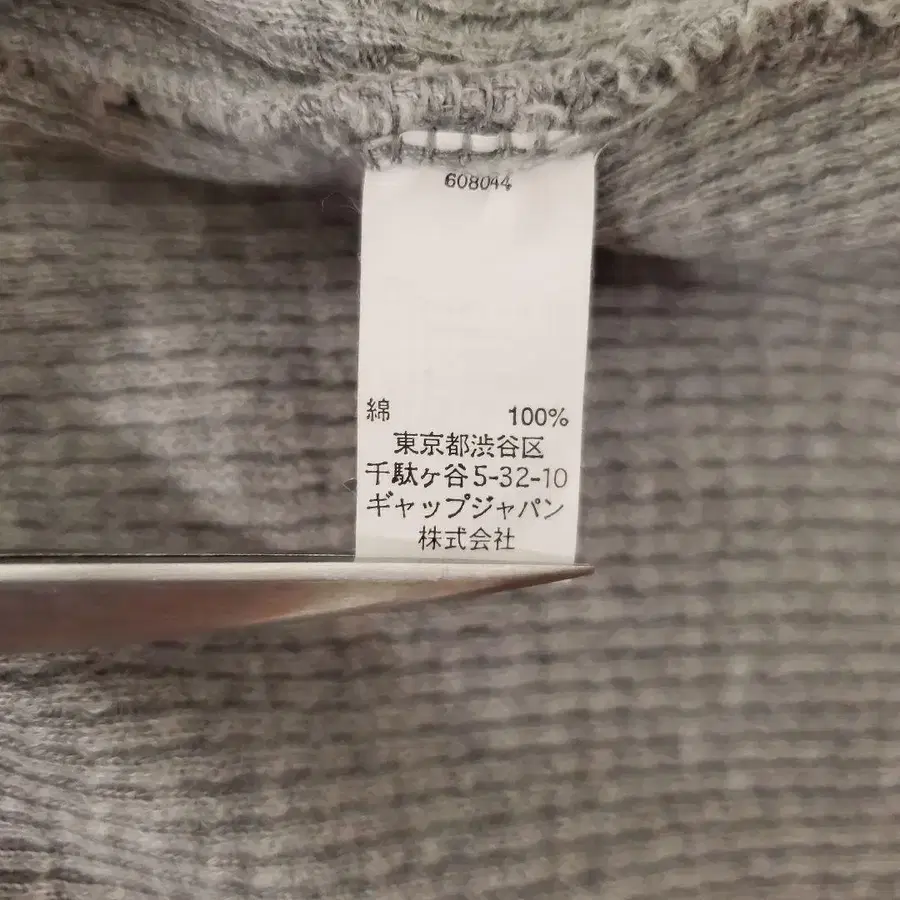 608044
綿 100%
東京都渋谷区
千駄ヶ谷5-32-10
ギャップジャパン
株式会社